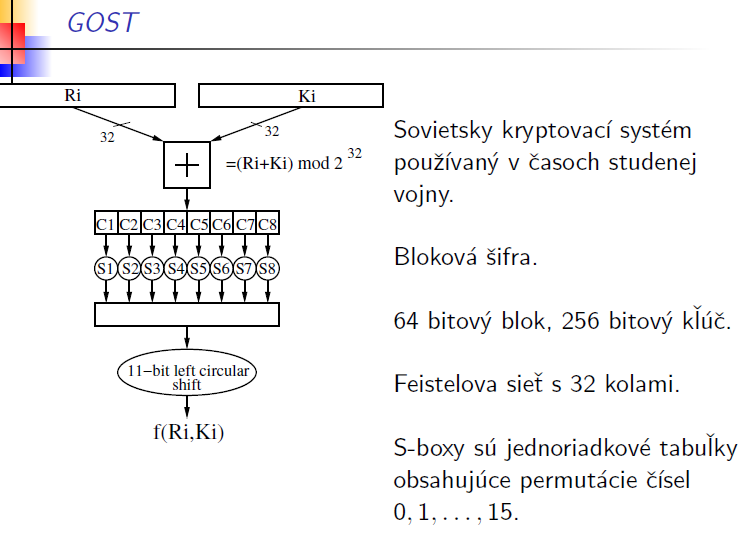 GOST
Ri
Ki
32
32
=(Ri+Ki) mod 2^32
+
C1 C2 C3 C4 C5 C6 C7 C8
S1 S2 S3 S4 S5 S6 S7 S8
11−bit left circular
shift
f(Ri,Ki)
Sovietsky kryptovací systém
používaný v časoch studenej
vojny.
Bloková šifra.
64 bitový blok, 256 bitový kľúč.
Feistelova sieť s 32 kolami.
S-boxy sú jednoriadkové tabuľky
obsahujúce permutácie čísel
0, 1, . . . , 15.